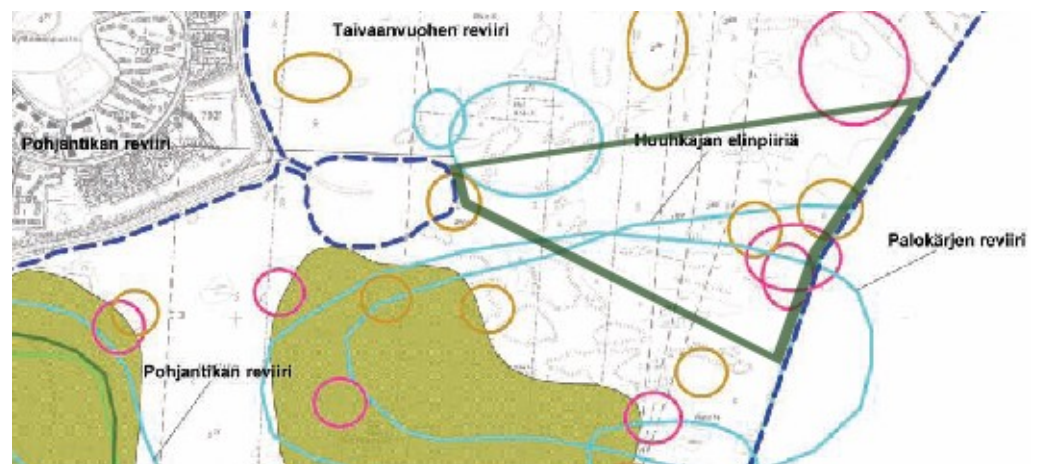 Taivaanvuohen reviiri
Pohjantikan reviiri
Huuhkajan elinpiiriä
Palokärjen reviiri
Pohjantikan reviiri